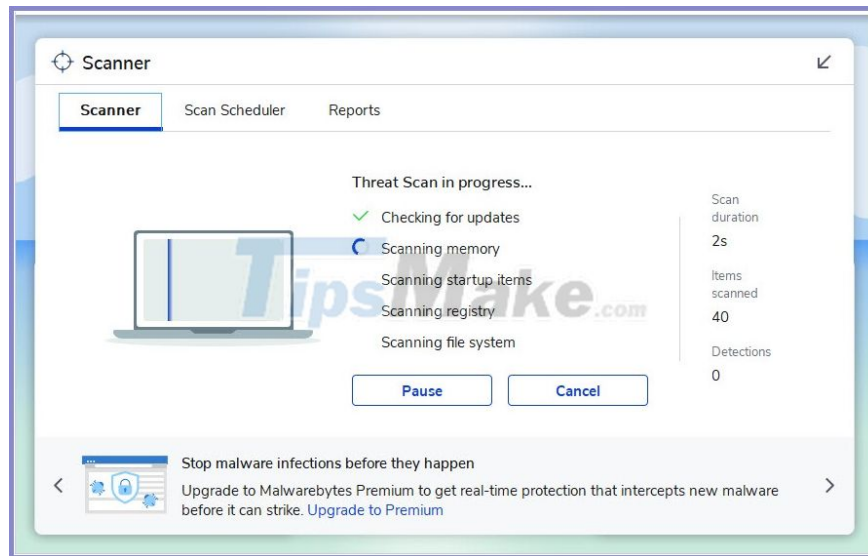 Scanner
Scanner Scan Scheduler Reports
Threat Scan in progress...
Checking for updates
Scanning memory
Scanning startup items
Scanning registry
Scanning file system
Pause Cancel
Scan
duration
2s
Items
scanned
40
Detections
0
TipsMake.com
Stop malware infections before they happen
Upgrade to Malwarebytes Premium to get real-time protection that intercepts new malware
before it can strike. Upgrade to Premium